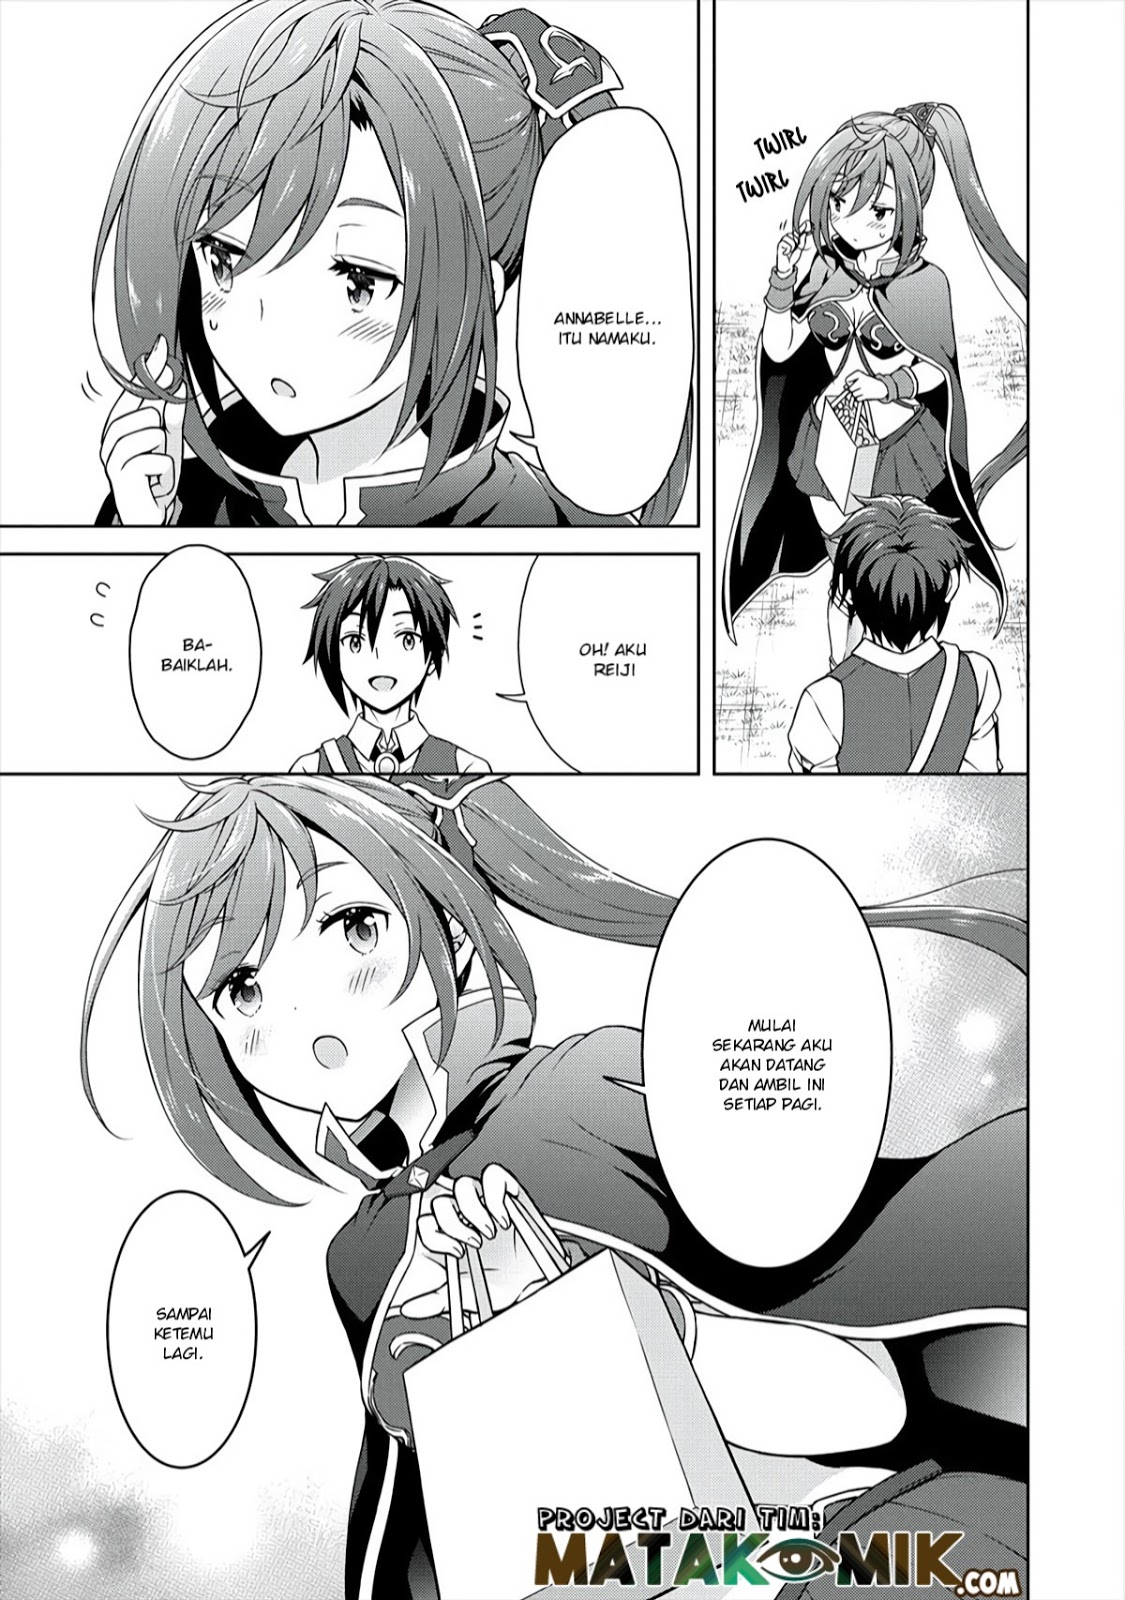 TWIRL
TWIRL
ANNABELLE...
ITU NAMAKU.
OH! AKU
REIJI
BA-
BAIKLAH.
MULAI
SEKARANG AKU
AKAN DATANG
DAN AMBIL INI
SETIAP PAGI.
SAMPAI
KETEMU
LAGI.
PROJECT DARI TIM:
MATAKOMIK.COM